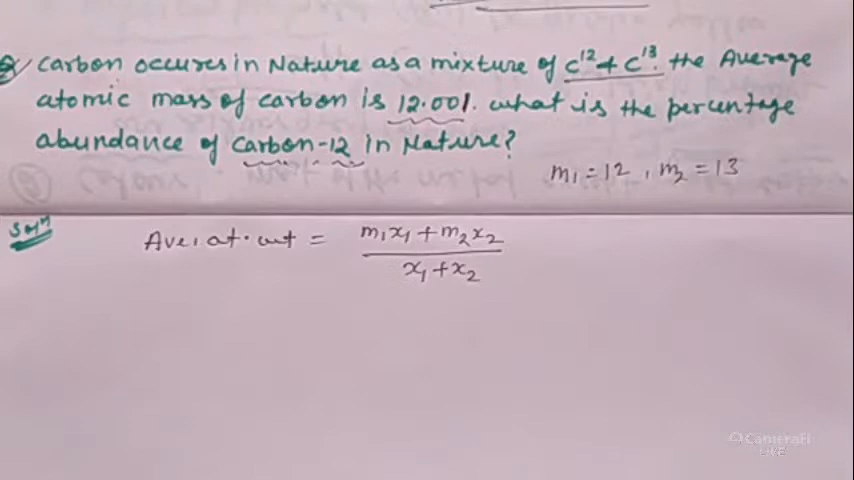 Q/ Carbon occures in Nature as a mixture of C¹² + C¹³. the Average
atomic mass of carbon is 12.001. what is the percentage
abundance of Carbon-12 in Nature?
m₁ = 12, m₂ = 13
Solⁿ
Ave. at. wt = m₁x₁ + m₂x₂
x₁ + x₂
CameraFi